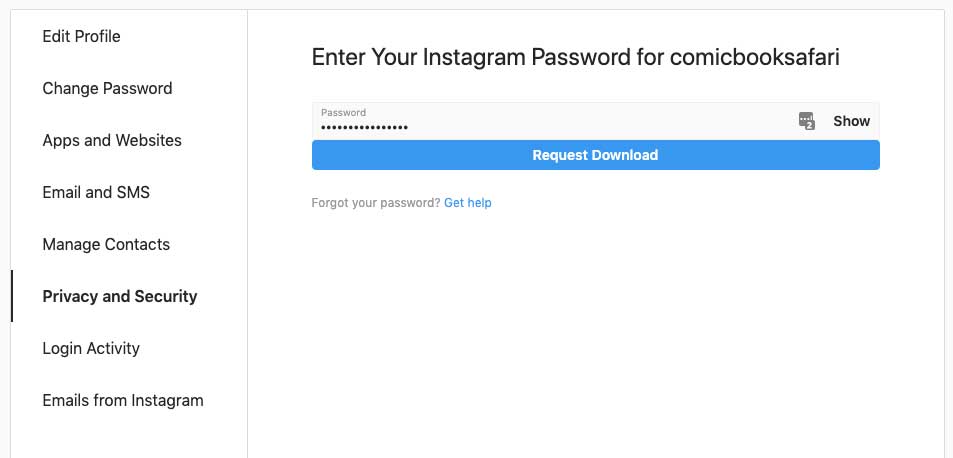 Edit Profile
Change Password
Apps and Websites
Email and SMS
Manage Contacts
Privacy and Security
Login Activity
Emails from Instagram
Enter Your Instagram Password for comicbooksafari
Password
••••••••••••••••
2
Show
Request Download
Forgot your password? Get help